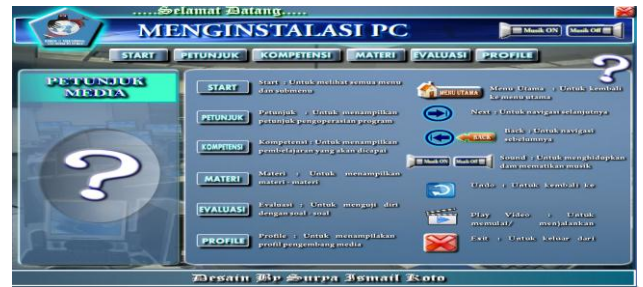 .....Selamat Datang.....
MENGINSTALASI PC
Musik ON Musik Off
START PETUNJUK KOMPETENSI MATERI EVALUASI PROFILE
PETUNJUK
MEDIA
START
Start : Untuk melihat semua menu
dan submenu
PETUNJUK
Petunjuk : Untuk menampilkan
petunjuk pengoperasian program
KOMPETENSI
Kompetensi : Untuk menampilkan
pembelajaran yang akan dicapai
MATERI
Materi : Untuk menampilkan
materi - materi
EVALUASI
Evaluasi : Untuk menguji diri
dengan soal - soal
PROFILE
Profile : Untuk menampilakan
profil pengembang media
MENU UTAMA
Menu Utama : Untuk kembali
ke menu utama
Next : Untuk navigasi selanjutnya
BACK
Back : Untuk navigasi
sebelumnya
Musik ON Musik Off
Sound : Untuk menghidupkan
dam mematikan musik
Undo : Untuk kembali ke
Play Video : Untuk
memulai/ menjalankan
Exit : Untuk keluar dari
Desain By Surya Ismail Koto